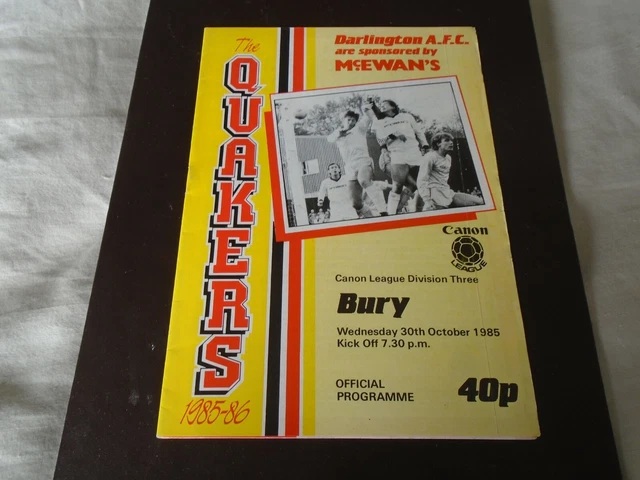 The
QUAKERS
1985-86
Darlington A.F.C.
are sponsored by
McEWAN'S
Canon
LEAGUE
Canon League Division Three
Bury
Wednesday 30th October 1985
Kick Off 7.30 p.m.
OFFICIAL
PROGRAMME
40p